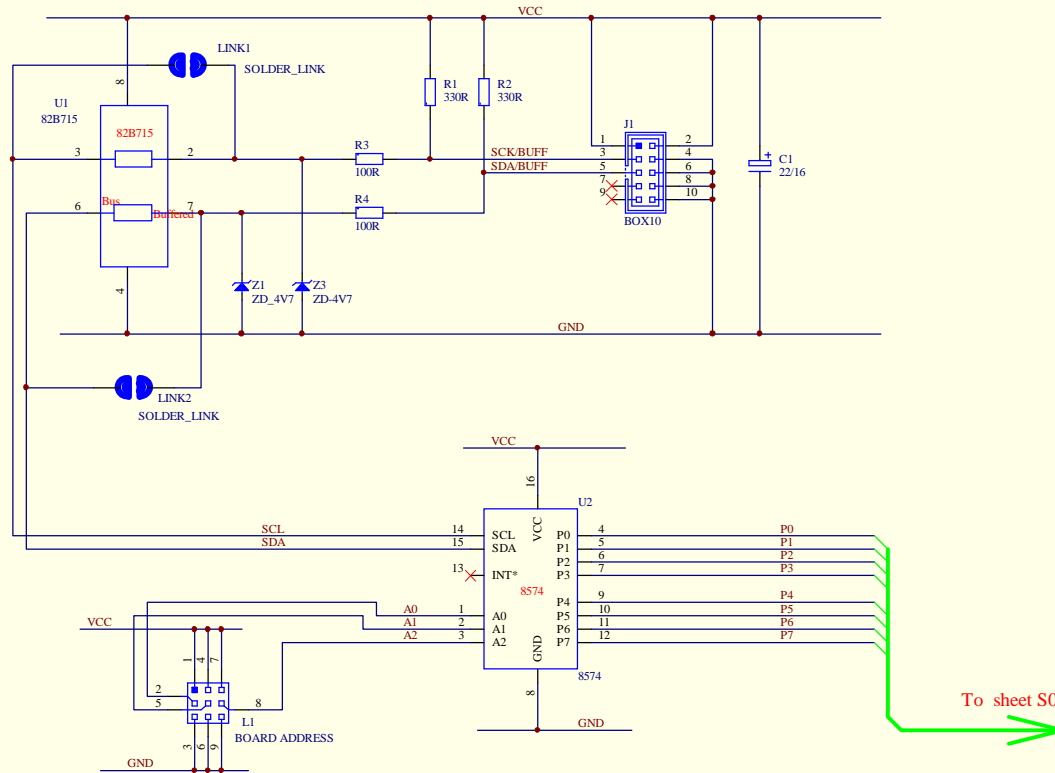 VCC
LINK1
SOLDER_LINK
8
U1
82B715
82B715
R1
330R
R2
330R
J1
3
2
R3
100R
SCK/BUFF
SDA/BUFF
1
3
5
7
9
2
4
6
8
10
C1
22/16
6
Bus
7
Buffered
R4
100R
BOX10
4
Z1
ZD_4V7
Z3
ZD-4V7
GND
LINK2
SOLDER_LINK
VCC
16
U2
SCL
14
SCL
VCC
P0
4
P0
SDA
15
SDA
P1
5
P1
P2
6
P2
13
INT*
P3
7
P3
8574
P4
9
P4
A0
1
A0
P5
10
P5
VCC
A1
2
A1
P6
11
P6
A2
3
A2
GND
P7
12
P7
1
4
7
8
8574
2
5
8
L1
BOARD ADDRESS
GND
To sheet S0
3
6
9
GND